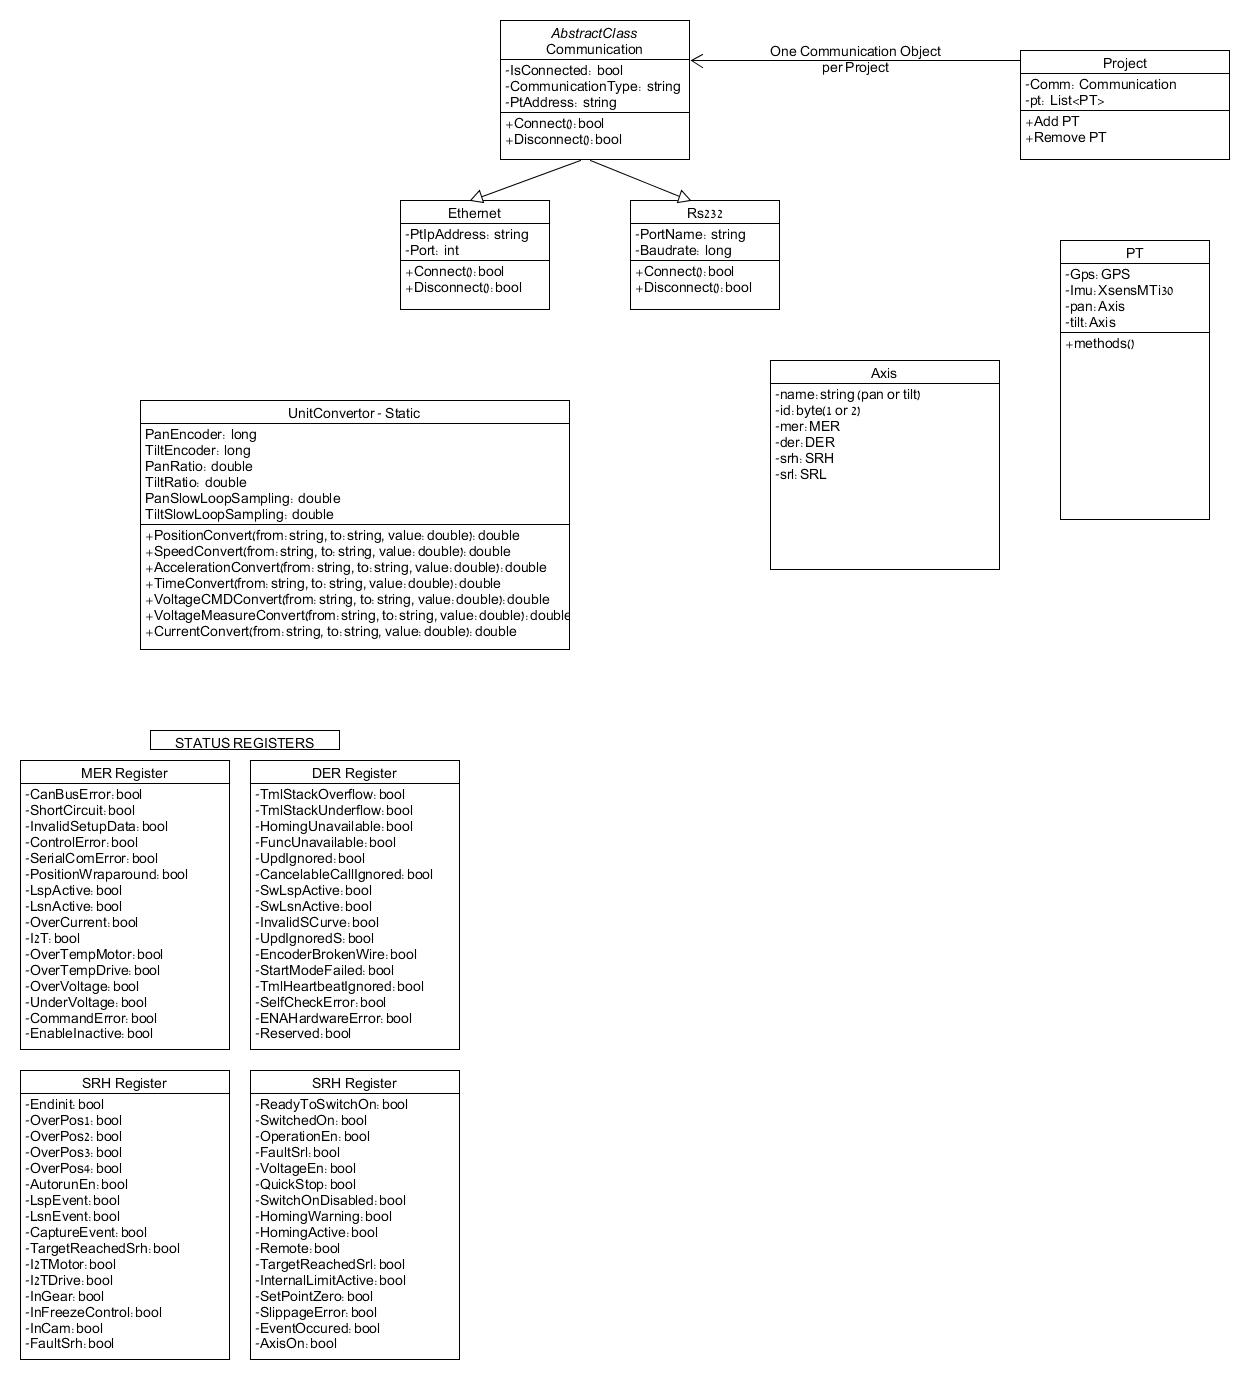 AbstractClass
Communication
-IsConnected: bool
-CommunicationType: string
-PtAddress: string
+Connect(): bool
+Disconnect(): bool
One Communication Object
per Project
Project
-Comm: Communication
-pt: List<PT>
+Add PT
+Remove PT
Ethernet
-PtIpAddress: string
-Port: int
+Connect(): bool
+Disconnect(): bool
Rs232
-PortName: string
-Baudrate: long
+Connect(): bool
+Disconnect(): bool
PT
-Gps: GPS
-Imu: XsensMTi30
-pan: Axis
-tilt: Axis
+methods()
Axis
-name: string (pan or tilt)
-id: byte(1 or 2)
-mer: MER
-der: DER
-srh: SRH
-srl: SRL
UnitConvertor - Static
PanEncoder: long
TiltEncoder: long
PanRatio: double
TiltRatio: double
PanSlowLoopSampling: double
TiltSlowLoopSampling: double
+PositionConvert(from: string, to: string, value: double): double
+SpeedConvert(from: string, to: string, value: double): double
+AccelerationConvert(from: string, to: string, value: double): double
+TimeConvert(from: string, to: string, value: double): double
+VoltageCMDConvert(from: string, to: string, value: double): double
+VoltageMeasureConvert(from: string, to: string, value: double): double
+CurrentConvert(from: string, to: string, value: double): double
STATUS REGISTERS
MER Register
-CanBusError: bool
-ShortCircuit: bool
-InvalidSetupData: bool
-ControlError: bool
-SerialComError: bool
-PositionWraparound: bool
-LspActive: bool
-LsnActive: bool
-OverCurrent: bool
-I2T: bool
-OverTempMotor: bool
-OverTempDrive: bool
-OverVoltage: bool
-UnderVoltage: bool
-CommandError: bool
-EnableInactive: bool
DER Register
-TmlStackOverflow: bool
-TmlStackUnderflow: bool
-HomingUnavailable: bool
-FuncUnavailable: bool
-UpdIgnored: bool
-CancelableCallIgnored: bool
-SwLspActive: bool
-SwLsnActive: bool
-InvalidSCurve: bool
-UpdIgnoredS: bool
-EncoderBrokenWire: bool
-StartModeFailed: bool
-TmlHeartbeatIgnored: bool
-SelfCheckError: bool
-ENAHardwareError: bool
-Reserved: bool
SRH Register
-Endinit: bool
-OverPos1: bool
-OverPos2: bool
-OverPos3: bool
-OverPos4: bool
-AutorunEn: bool
-LspEvent: bool
-LsnEvent: bool
-CaptureEvent: bool
-TargetReachedSrh: bool
-I2TMotor: bool
-I2TDrive: bool
-InGear: bool
-InFreezeControl: bool
-InCam: bool
-FaultSrh: bool
SRH Register
-ReadyToSwitchOn: bool
-SwitchedOn: bool
-OperationEn: bool
-FaultSrl: bool
-VoltageEn: bool
-QuickStop: bool
-SwitchOnDisabled: bool
-HomingWarning: bool
-HomingActive: bool
-Remote: bool
-TargetReachedSrl: bool
-InternalLimitActive: bool
-SetPointZero: bool
-SlippageError: bool
-EventOccured: bool
-AxisOn: bool